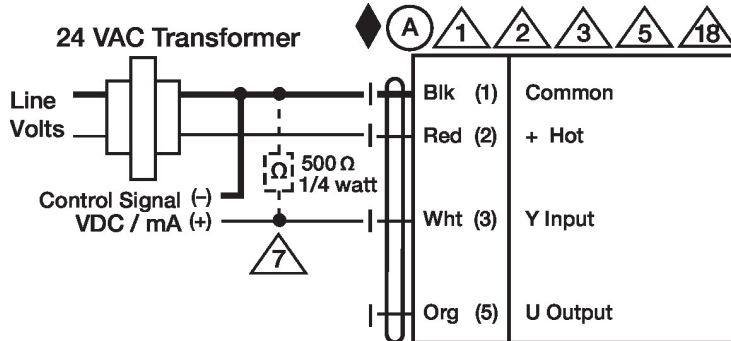 24 VAC Transformer
A 1 2 3 5 18
Line
Volts
Blk (1) Common
Red (2) + Hot
Ω 500 Ω
1/4 watt
Control Signal (–)
VDC / mA (+)
Wht (3) Y Input
7
Org (5) U Output